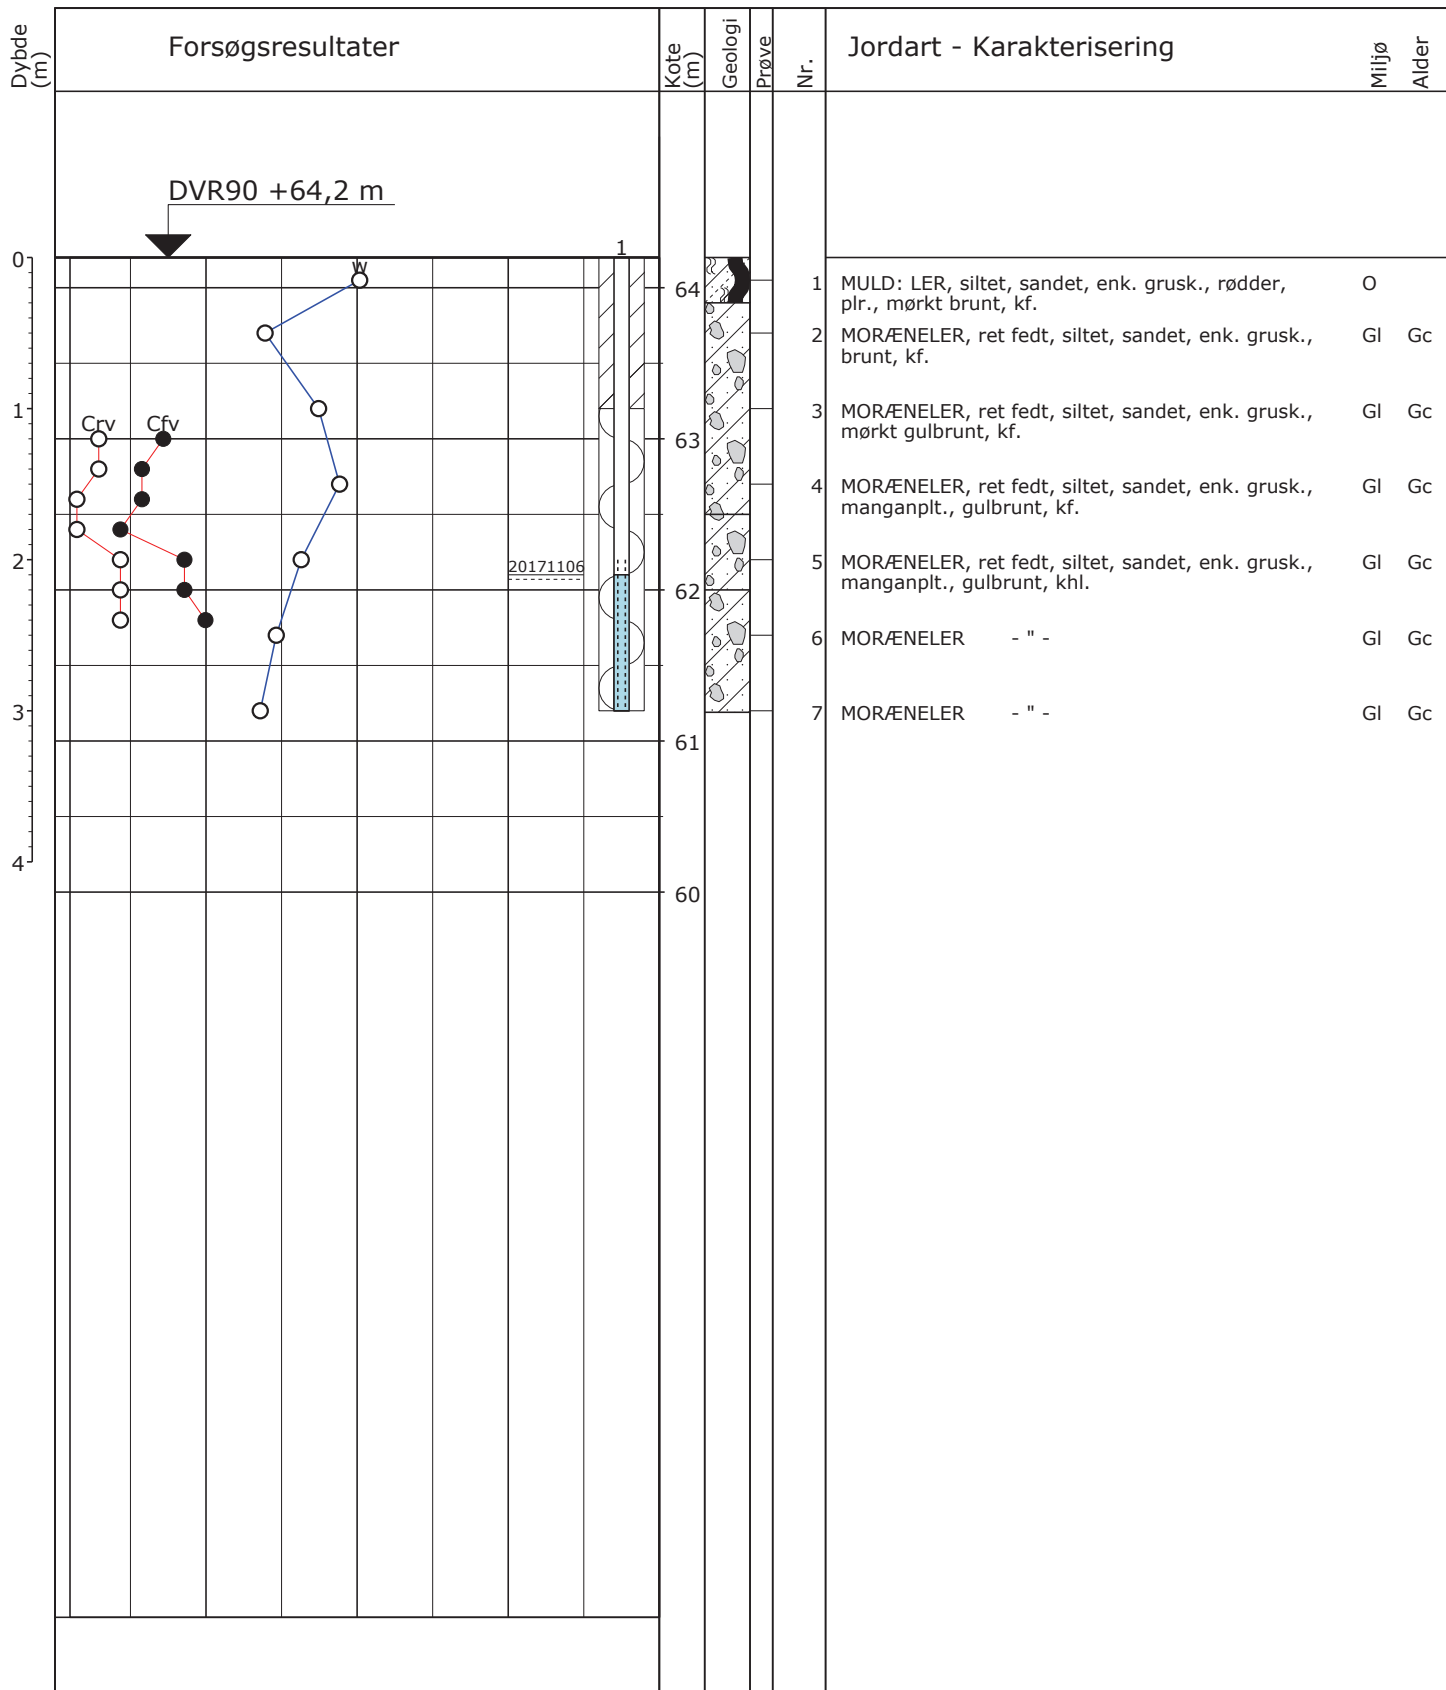 Dybde (m)
Forsøgsresultater
Kote (m)
Geologi
Prøve
Nr.
Jordart - Karakterisering
Miljø
Alder
DVR90 +64,2 m
0
1
2
3
4
W
1
Crv
Cfv
20171106
64
63
62
61
60
1 MULD: LER, siltet, sandet, enk. grusk., rødder, O
plr., mørkt brunt, kf.
2 MORÆNELER, ret fedt, siltet, sandet, enk. grusk., Gl Gc
brunt, kf.
3 MORÆNELER, ret fedt, siltet, sandet, enk. grusk., Gl Gc
mørkt gulbrunt, kf.
4 MORÆNELER, ret fedt, siltet, sandet, enk. grusk., Gl Gc
manganplt., gulbrunt, kf.
5 MORÆNELER, ret fedt, siltet, sandet, enk. grusk., Gl Gc
manganplt., gulbrunt, khl.
6 MORÆNELER - " - Gl Gc
7 MORÆNELER - " - Gl Gc